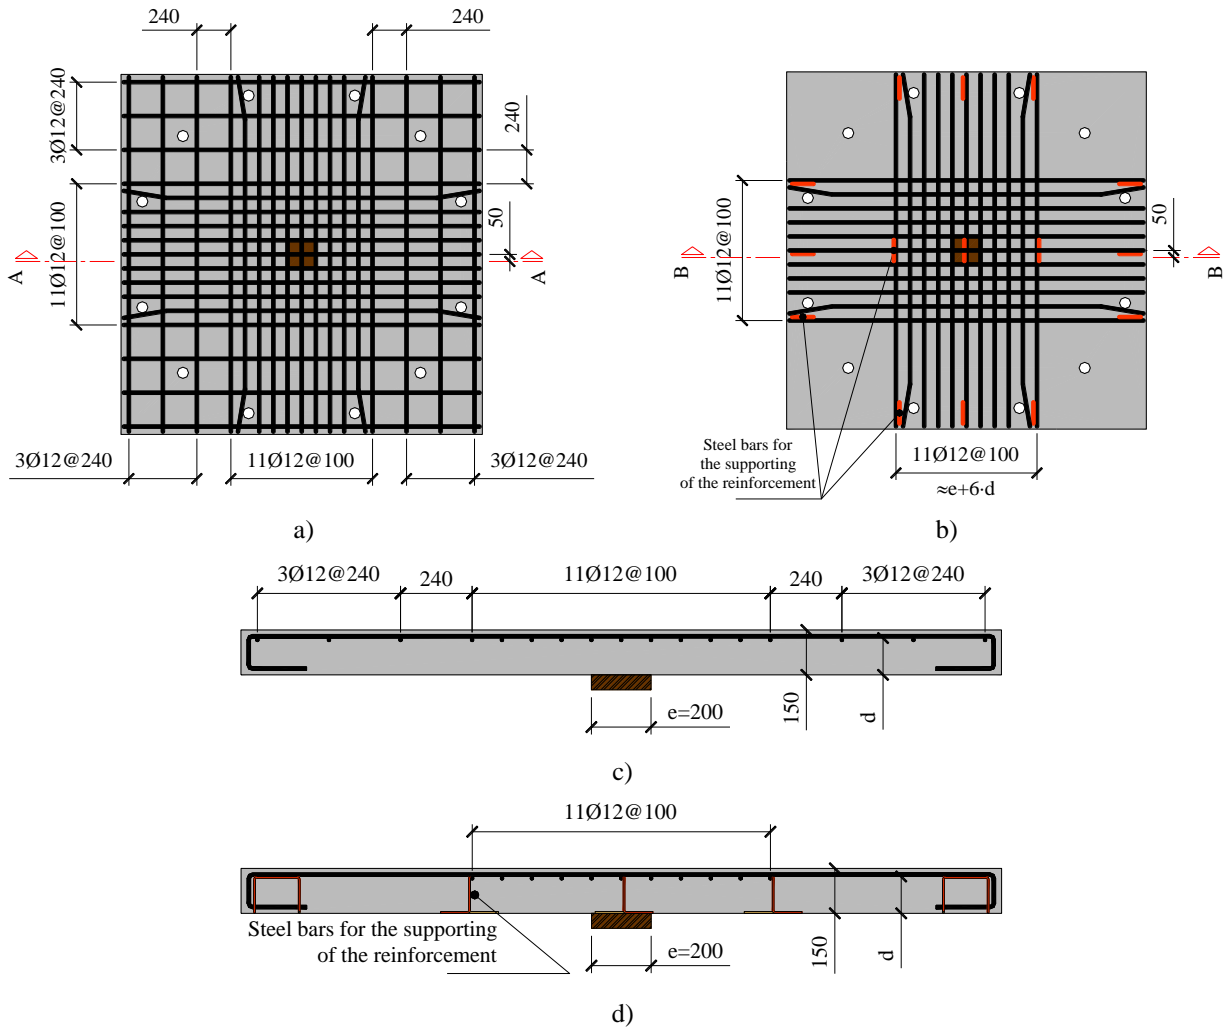 240
240
3Ø12@240
240
11Ø12@100
50
A
A
3Ø12@240
11Ø12@100
3Ø12@240
a)
11Ø12@100
50
B
B
Steel bars for
the supporting
of the reinforcement
11Ø12@100
≈e+6·d
b)
3Ø12@240
240
11Ø12@100
240
3Ø12@240
150
d
e=200
c)
11Ø12@100
Steel bars for the supporting
of the reinforcement
150
d
e=200
d)